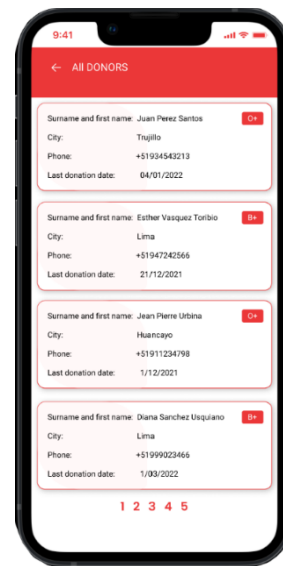 9:41
← All DONORS
Surname and first name: Juan Perez Santos O+
City: Trujillo
Phone: +51934543213
Last donation date: 04/01/2022
Surname and first name: Esther Vasquez Toribio B+
City: Lima
Phone: +51947242566
Last donation date: 21/12/2021
Surname and first name: Jean Pierre Urbina O+
City: Huancayo
Phone: +51911234798
Last donation date: 1/12/2021
Surname and first name: Diana Sanchez Usquiano B+
City: Lima
Phone: +51999023466
Last donation date: 1/03/2022
1 2 3 4 5